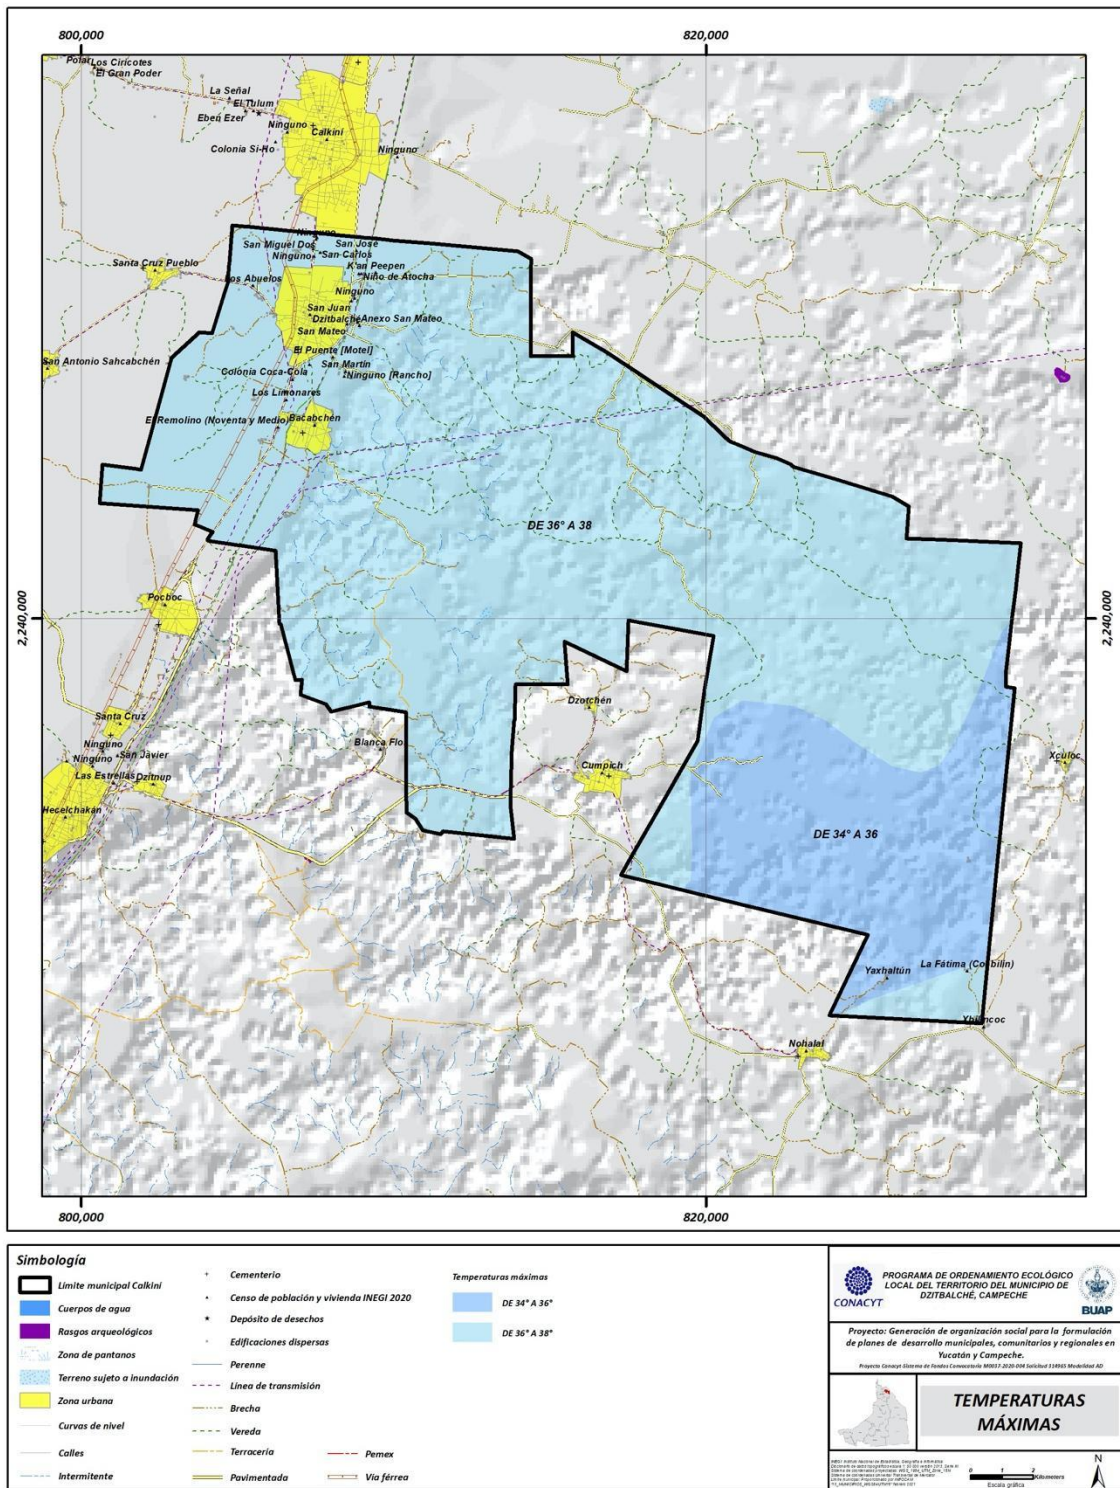 800,000
820,000
Los Ciricotes
El Gran Poder
La Señal
El Tulum
Eben Ezer
Ninguno
Calkiní
Colonia Si-Ho
Ninguno
Ninguno
San Miguel Dos
San José
Ninguno
San Carlos
Santa Cruz Pueblo
K'an Peepen
Niño de Atocha
Los Abuelos
Ninguno
San Juan
Dzitbalché
Anexo San Mateo
San Mateo
El Puente [Motel]
San Antonio Sahcabchén
San Martín
Colonia Coca-Cola
Ninguno [Rancho]
Los Limonares
El Remolino (Noventa y Medio)
Bacabchén
DE 36° A 38
2,240,000
2,240,000
Pocboc
Dzotchén
Santa Cruz
Ninguno
Blanca Flo
San Javier
Ninguno
Xculoc
Cumpich
Las Estrellas
Dzitnup
Hecelchakán
DE 34° A 36
Yaxhaltún
La Fátima
Nohalal
800,000
820,000
Simbología
Límite municipal Calkiní
Cuerpos de agua
Rasgos arqueológicos
Zona de pantanos
Terreno sujeto a inundación
Zona urbana
Curvas de nivel
Calles
Intermitente
Cementerio
Censo de población y vivienda INEGI 2020
Depósito de desechos
Edificaciones dispersas
Perenne
Línea de transmisión
Brecha
Vereda
Terracería
Pavimentada
Pemex
Vía férrea
Temperaturas máximas
DE 34° A 36°
DE 36° A 38°
CONACYT
PROGRAMA DE ORDENAMIENTO ECOLÓGICO
LOCAL DEL TERRITORIO DEL MUNICIPIO DE
DZITBALCHÉ, CAMPECHE
BUAP
Proyecto: Generación de organización social para la formulación
de planes de desarrollo municipales, comunitarios y regionales en
Yucatán y Campeche.
TEMPERATURAS
MÁXIMAS
0 1 2
Kilometers
Escala gráfica
N